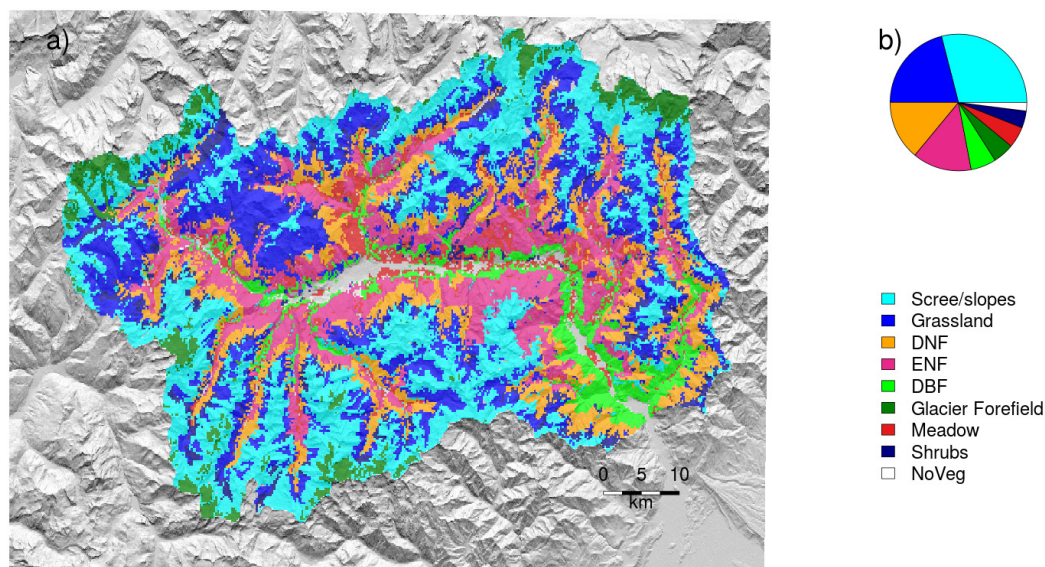 a)
b)
Scree/slopes
Grassland
DNF
ENF
DBF
Glacier Forefield
Meadow
Shrubs
NoVeg
0 5 10
km